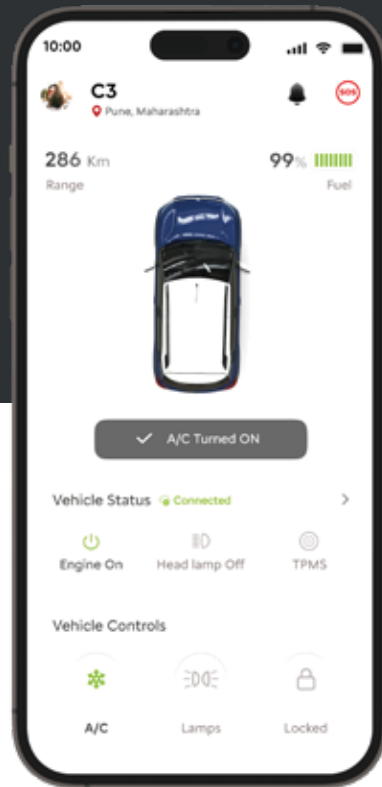 10:00
C3
SOS
Pune, Maharashtra
286 Km
99%
Range
Fuel
A/C Turned ON
Vehicle Status
Connected
Engine On
Head lamp Off
TPMS
Vehicle Controls
A/C
Lamps
Locked